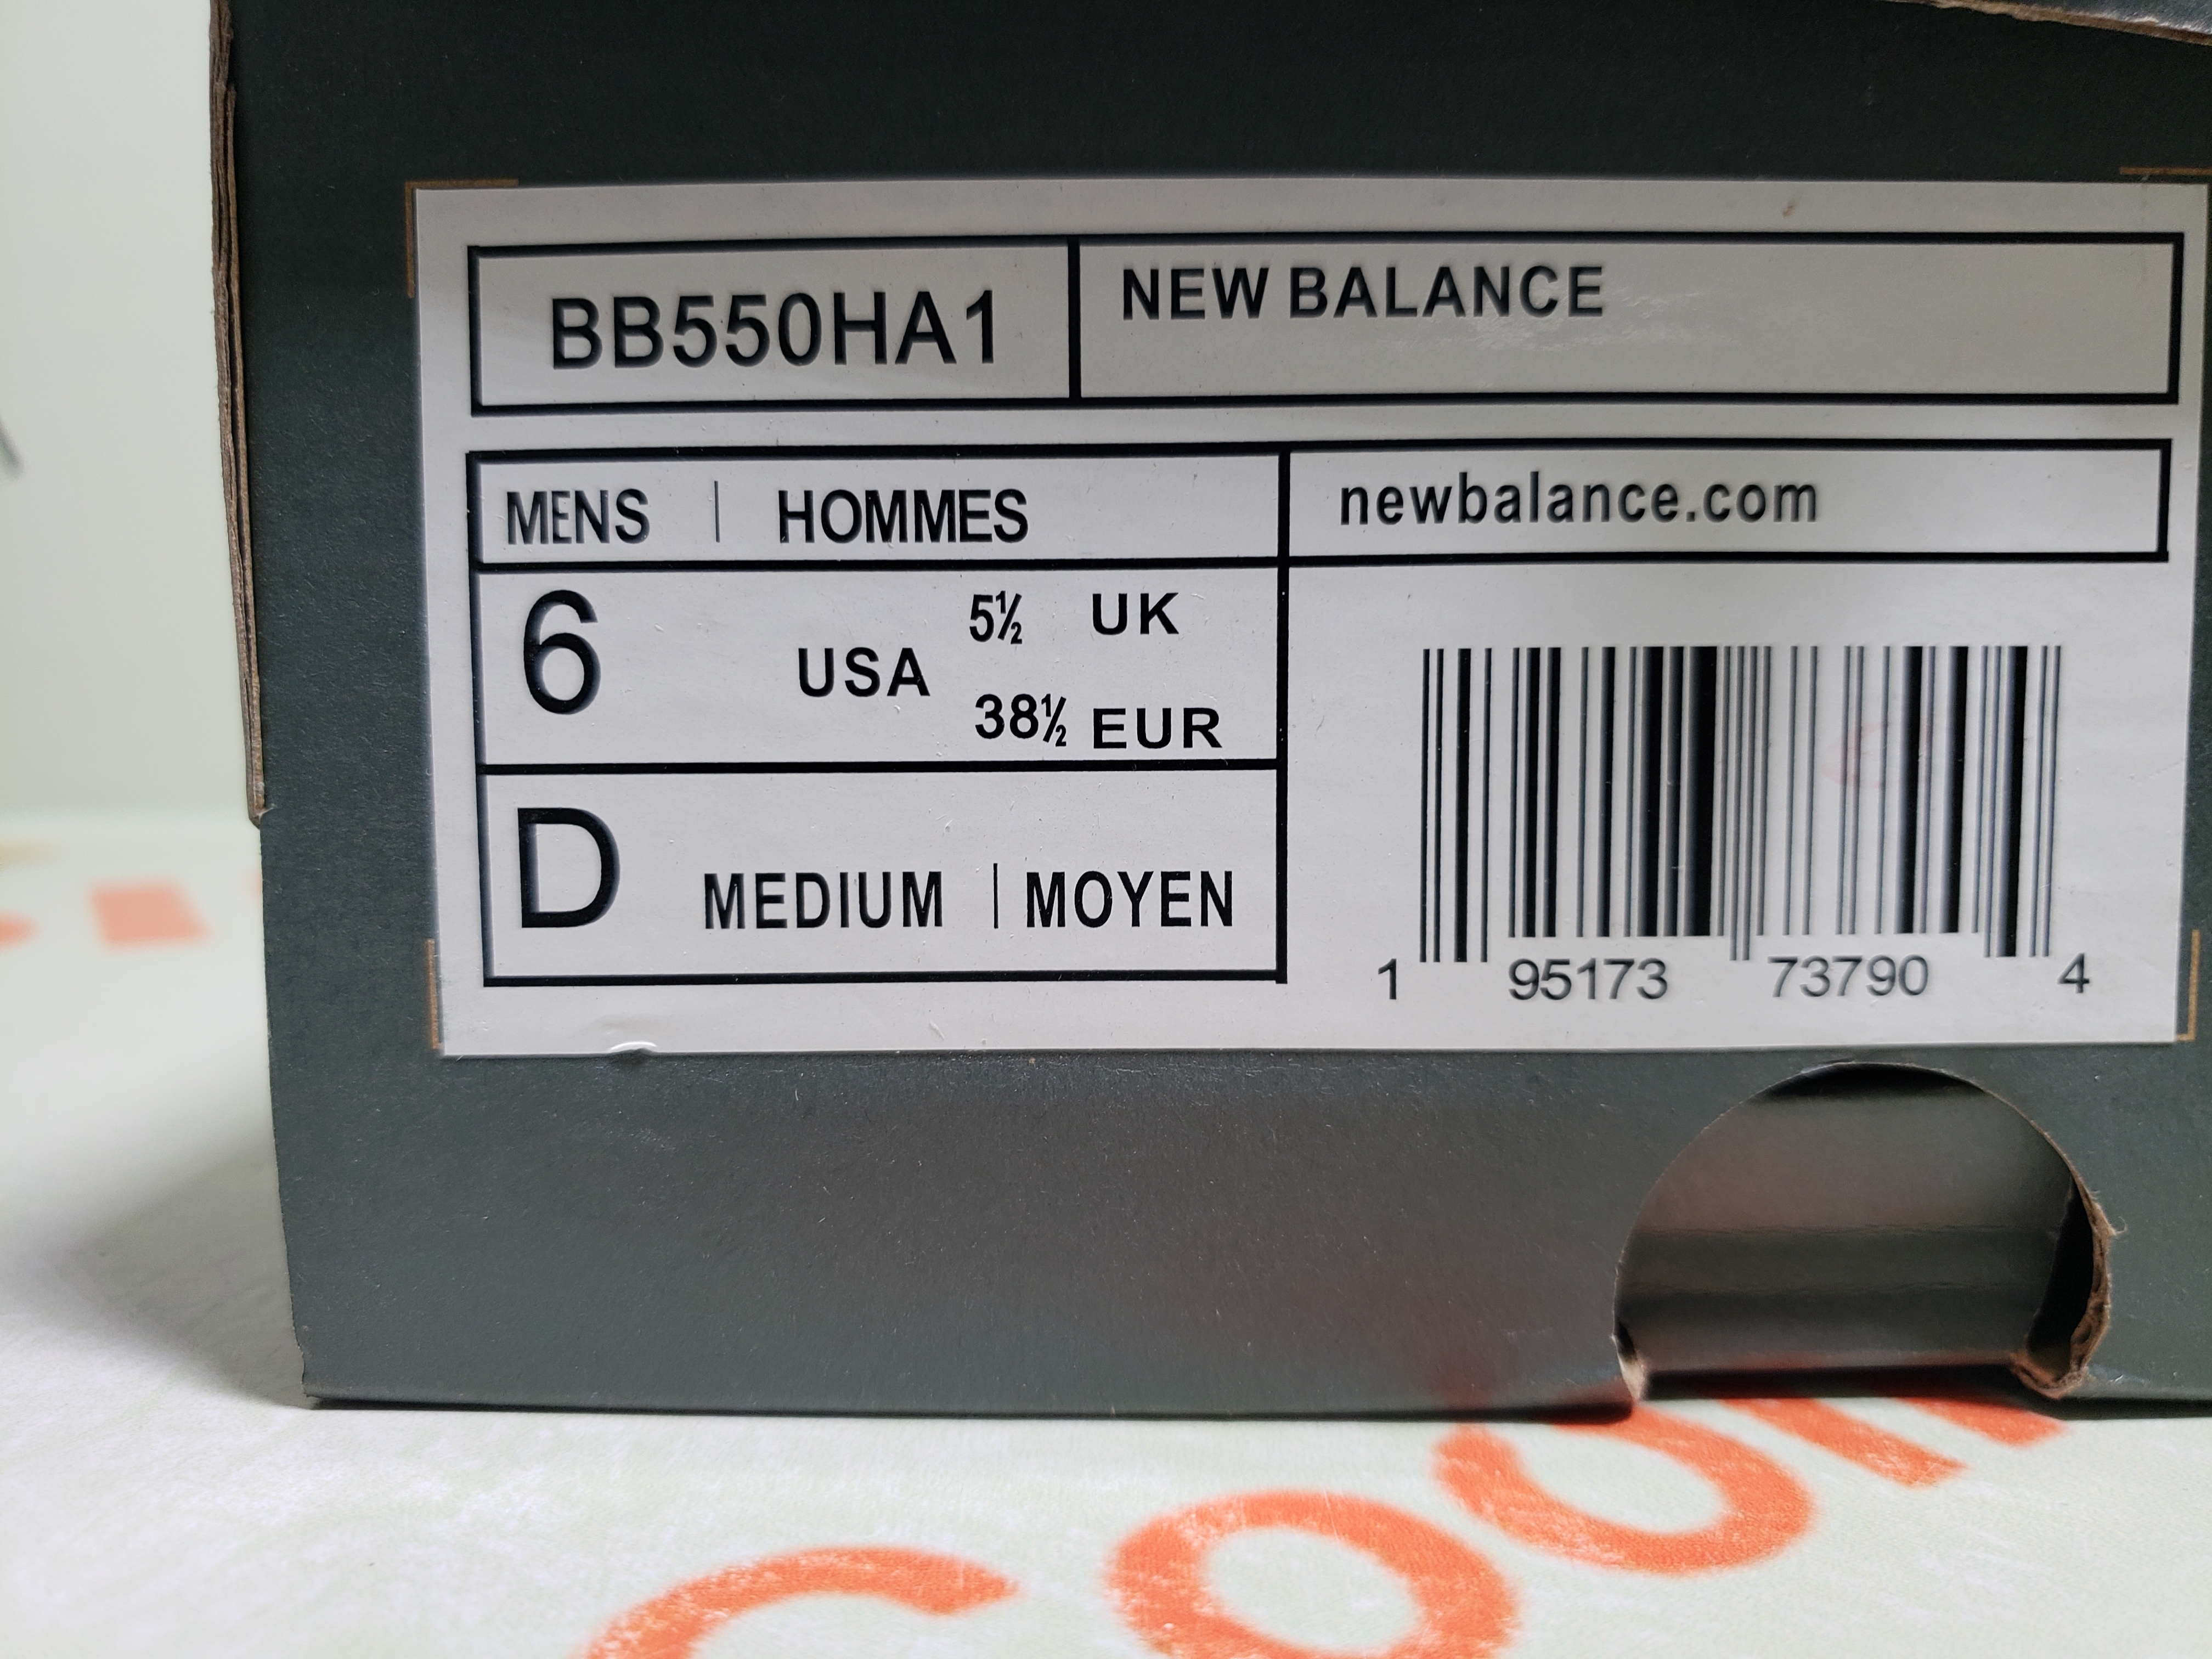 BB550HA1
NEW BALANCE
MENS | HOMMES
newbalance.com
6 USA
5½ UK
38½ EUR
D MEDIUM | MOYEN
1 95173 73790 4